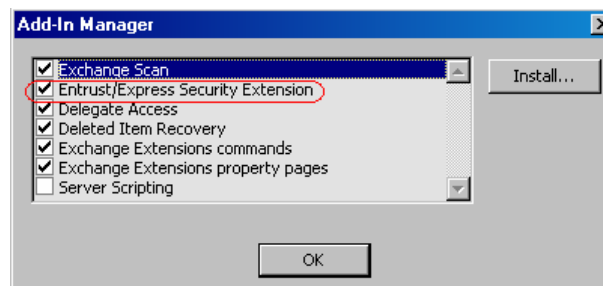 Add-In Manager
Exchange Scan
Install...
Entrust/Express Security Extension
Delegate Access
Deleted Item Recovery
Exchange Extensions commands
Exchange Extensions property pages
Server Scripting
OK